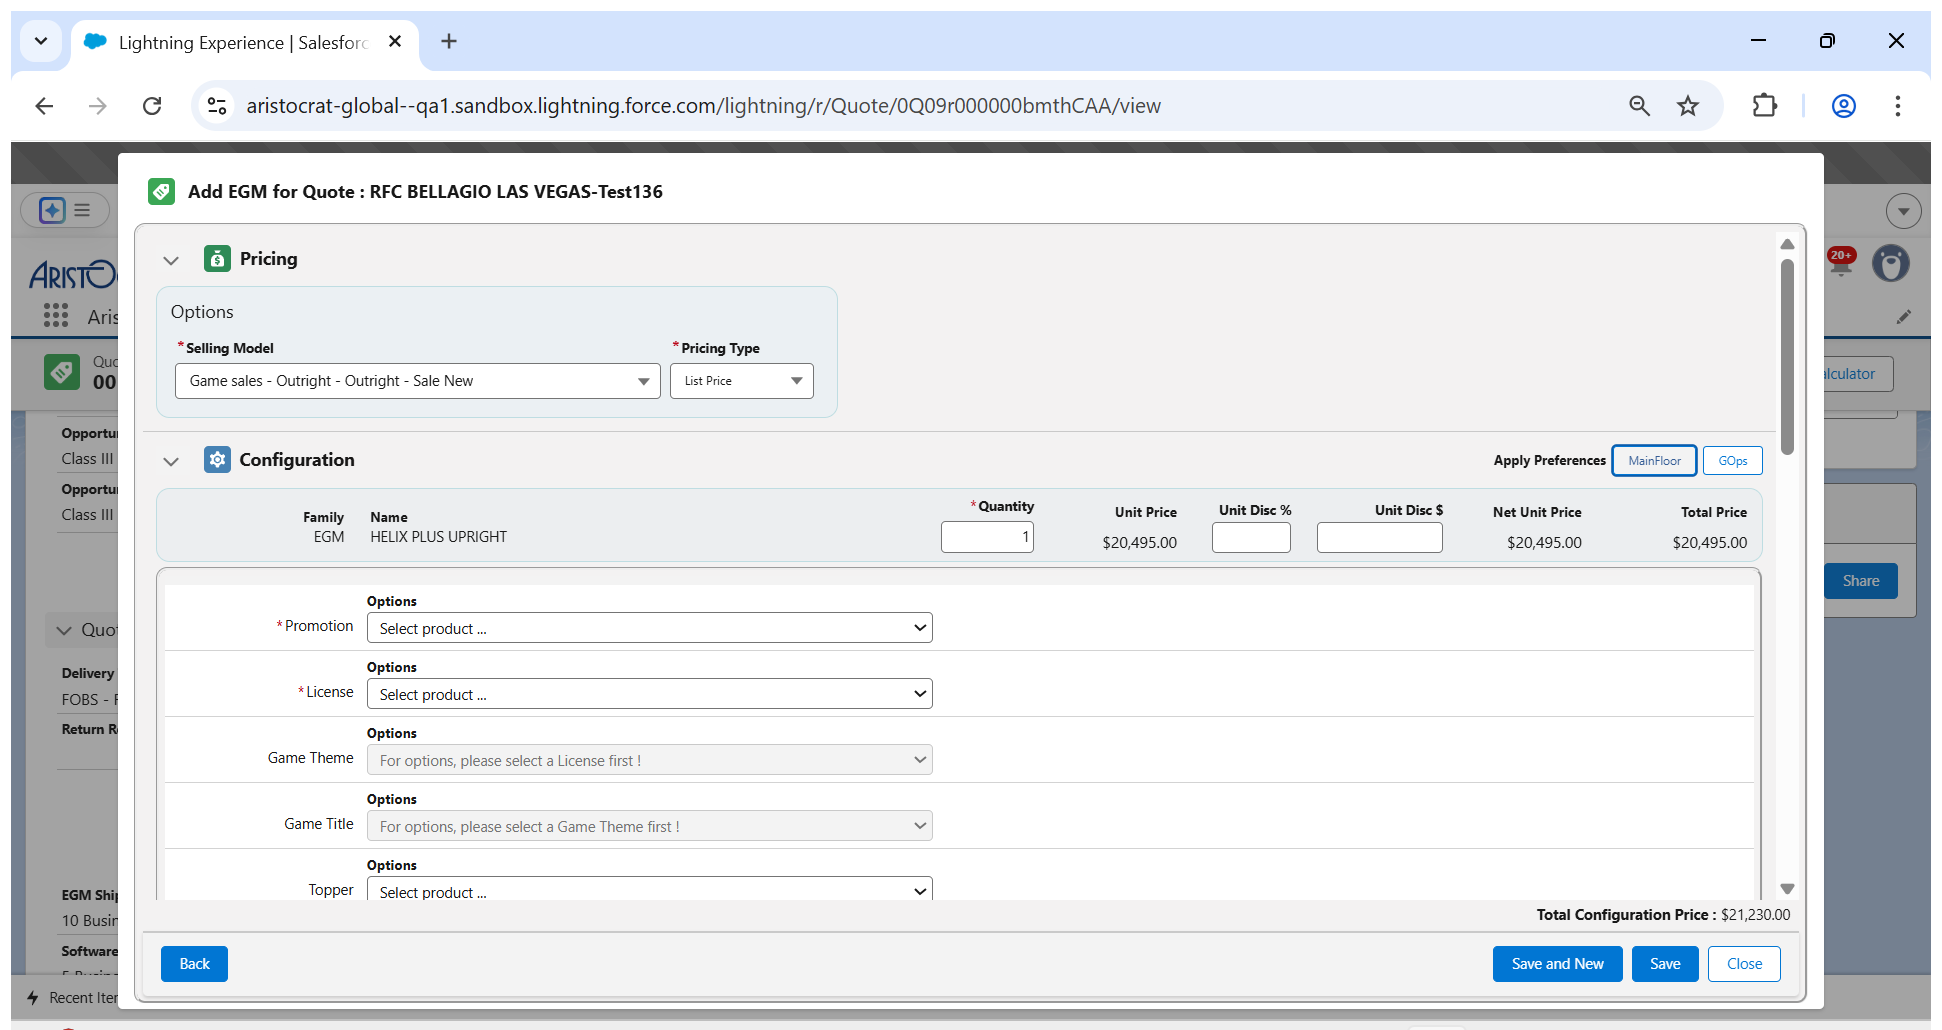 Lightning Experience | Salesforc
aristocrat-global--qa1.sandbox.lightning.force.com/lightning/r/Quote/0Q09r000000bmthCAA/view
Add EGM for Quote : RFC BELLAGIO LAS VEGAS-Test136
Pricing
Options
*Selling Model
*Pricing Type
Game sales - Outright - Outright - Sale New
List Price
Configuration
Apply Preferences
MainFloor
GOps
Family
Name
*Quantity
Unit Price
Unit Disc %
Unit Disc $
Net Unit Price
Total Price
EGM
HELIX PLUS UPRIGHT
1
$20,495.00
$20,495.00
$20,495.00
Options
*Promotion
Select product ...
Options
*License
Select product ...
Options
Game Theme
For options, please select a License first !
Options
Game Title
For options, please select a Game Theme first !
Options
Topper
Select product ...
Total Configuration Price : $21,230.00
Back
Save and New
Save
Close
ARISTOC
Aris
Quo
00
Opportu
Class III
Opportu
Class III
Quot
Delivery
FOBS - F
Return R
EGM Ship
10 Busin
Software
Recent Iter
20+
alculator
Share